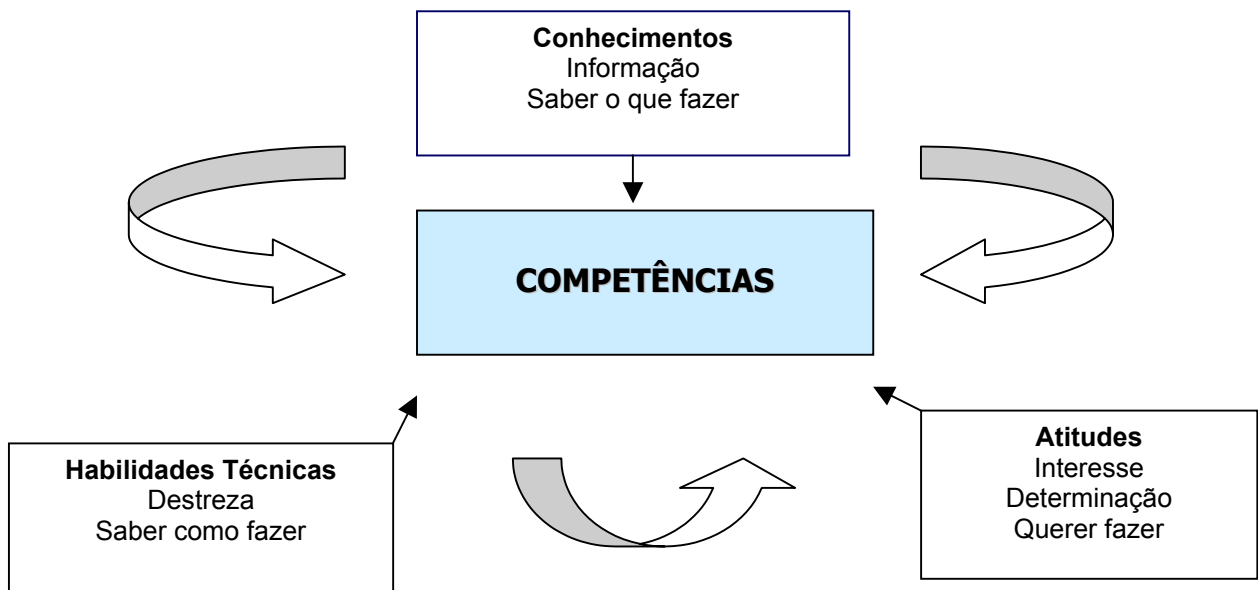 Conhecimentos
Informação
Saber o que fazer
COMPETÊNCIAS
Habilidades Técnicas
Destreza
Saber como fazer
Atitudes
Interesse
Determinação
Querer fazer